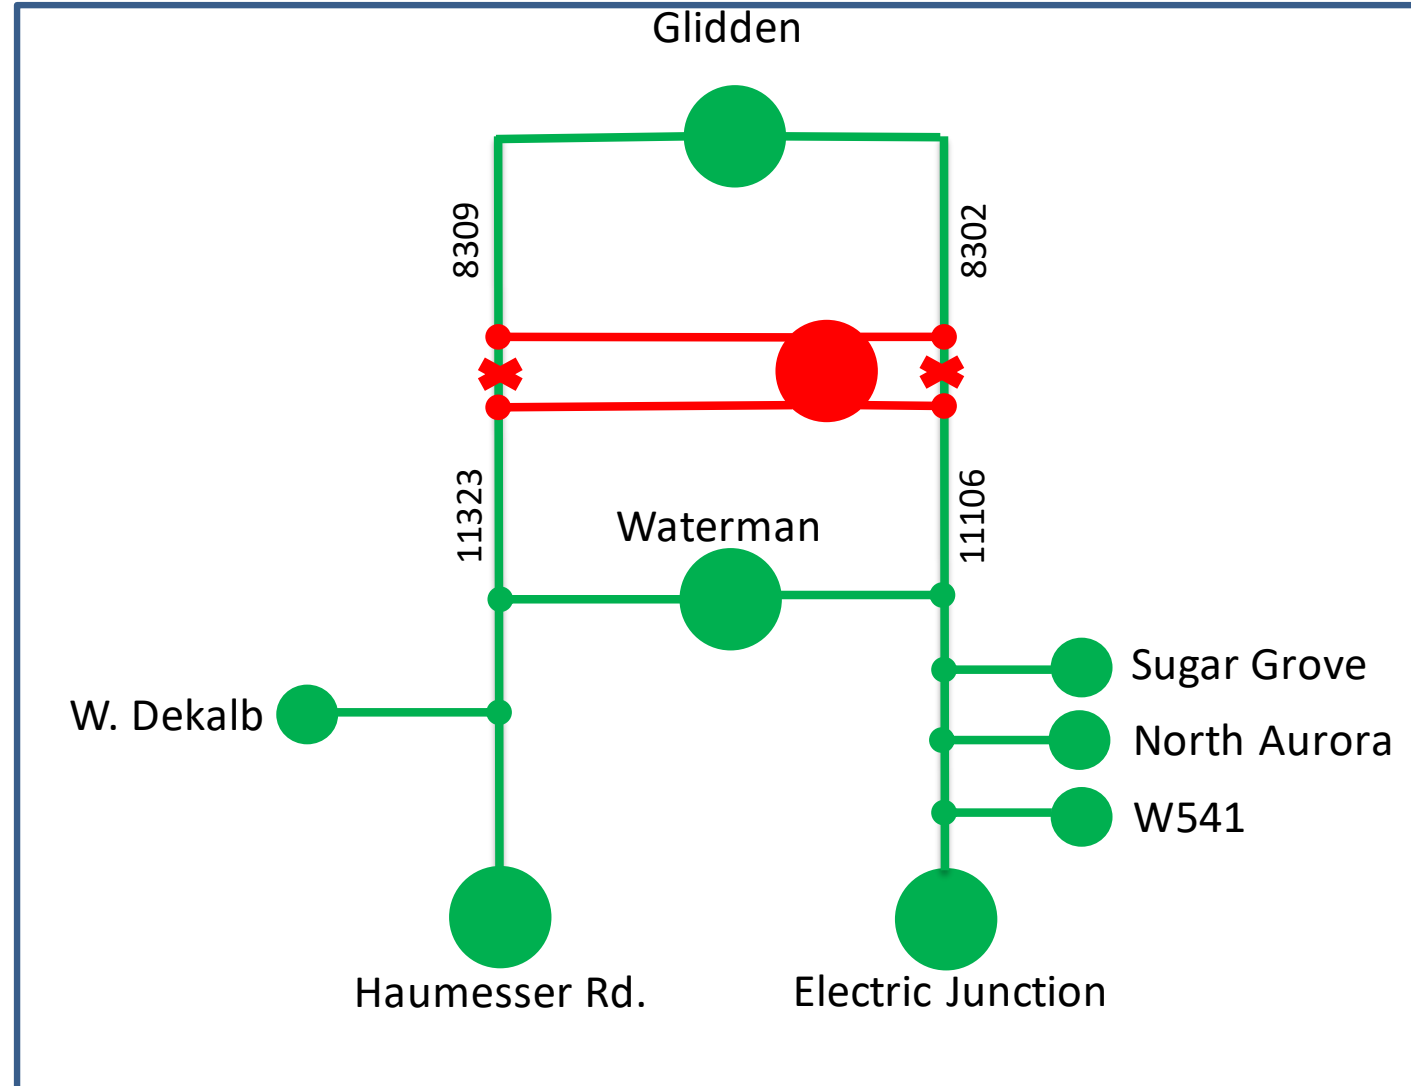 Glidden
8309
8302
11323
11106
Waterman
Sugar Grove
W. Dekalb
North Aurora
W541
Haumesser Rd.
Electric Junction